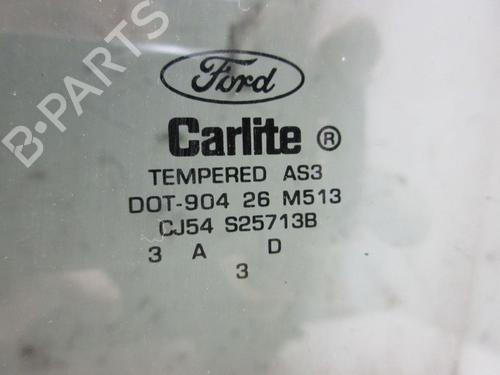 Ford
Carlite ®
TEMPERED AS3
DOT-904 26 M513
CJ54 S25713B
3 A D
3
B-PARTS